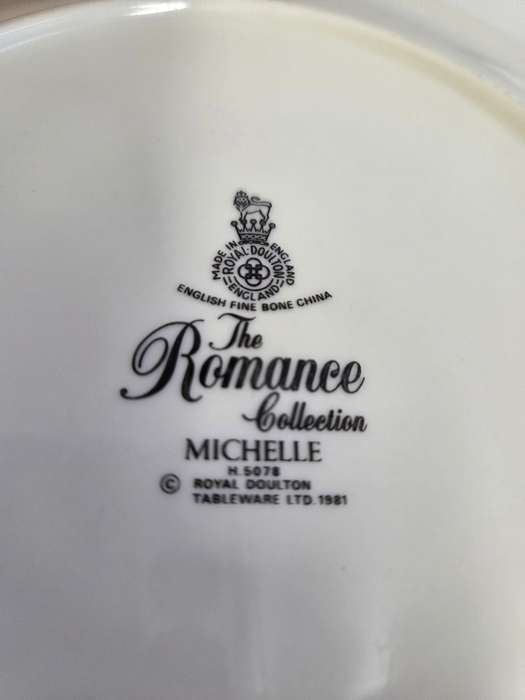 MADE IN ENGLAND
ROYAL DOULTON
ENGLAND
ENGLISH FINE BONE CHINA
The
Romance
Collection
MICHELLE
H.5078
© ROYAL DOULTON
TABLEWARE LTD.1981